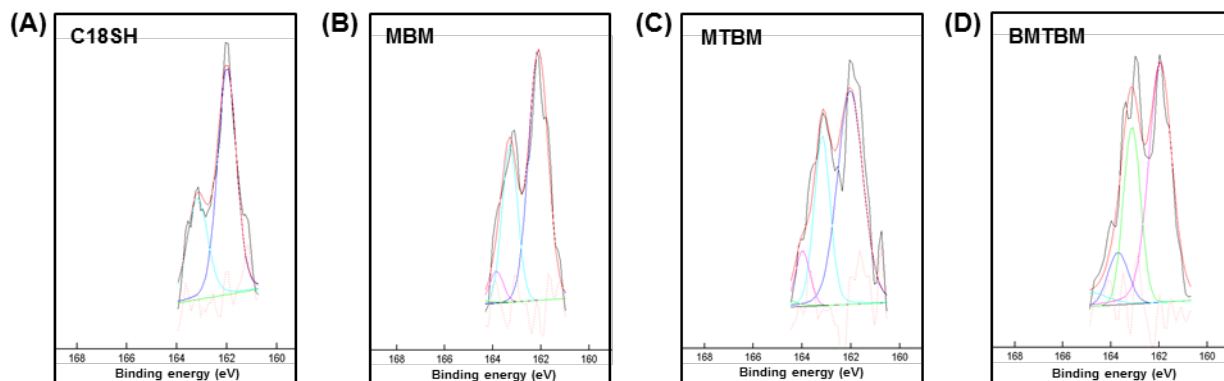 (A) C18SH
168 166 164 162 160
Binding energy (eV)
(B) MBM
168 166 164 162 160
Binding energy (eV)
(C) MTBM
168 166 164 162 160
Binding energy (eV)
(D) BMTBM
168 166 164 162 160
Binding energy (eV)